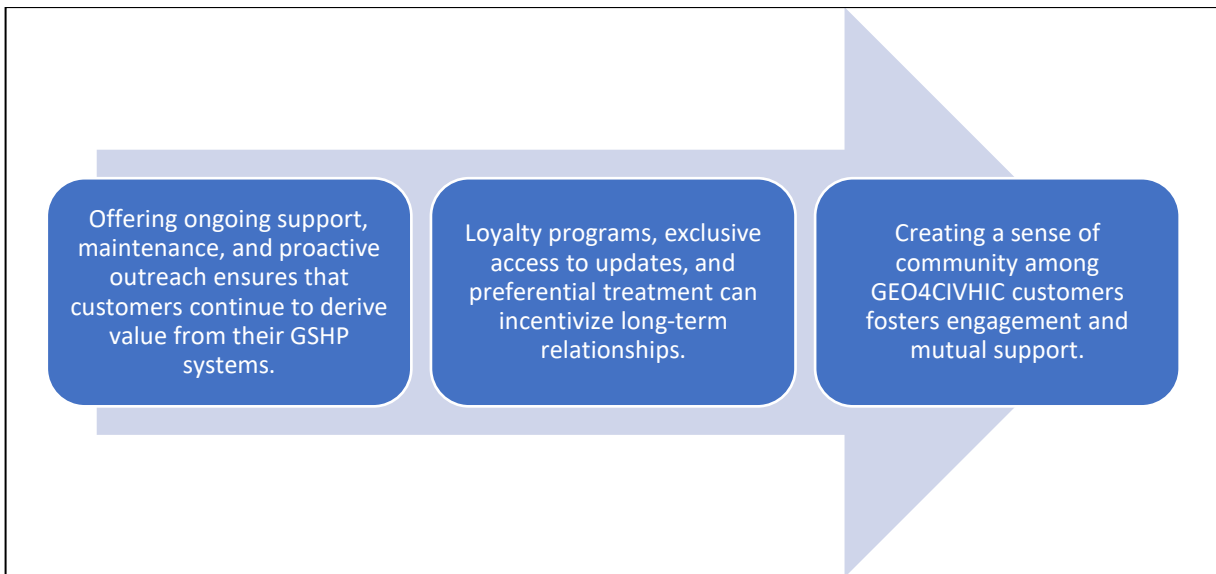 Offering ongoing support,
maintenance, and proactive
outreach ensures that
customers continue to derive
value from their GSHP
systems.
Loyalty programs, exclusive
access to updates, and
preferential treatment can
incentivize long-term
relationships.
Creating a sense of
community among
GEO4CIVHIC customers
fosters engagement and
mutual support.